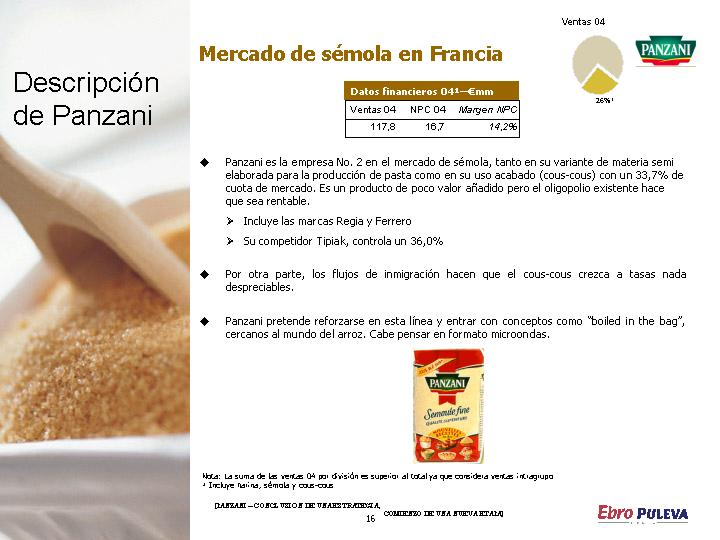 Ventas 04
Mercado de sémola en Francia
PANZANI
Descripción
de Panzani
26%¹
Datos financieros 04¹—€mm
Ventas 04 NPC 04 Margen NPC
117,8 16,7 14,2%
◆ Panzani es la empresa No. 2 en el mercado de sémola, tanto en su variante de materia semi
elaborada para la producción de pasta como en su uso acabado (cous-cous) con un 33,7% de
cuota de mercado. Es un producto de poco valor añadido pero el oligopolio existente hace
que sea rentable.
➢ Incluye las marcas Regia y Ferrero
➢ Su competidor Tipiak, controla un 36,0%
◆ Por otra parte, los flujos de inmigración hacen que el cous-cous crezca a tasas nada
despreciables.
◆ Panzani pretende reforzarse en esta línea y entrar con conceptos como "boiled in the bag",
cercanos al mundo del arroz. Cabe pensar en formato microondas.
PANZANI
Semoule fine
QUALITE SUPERIEURE
Nota: La suma de las ventas 04 por división es superior al total ya que considera ventas intragrupo
¹ Incluye harina, sémola y cous-cous
[PANZANI – CONCLUSION DE UNA ESTRATEGIA,
COMIENZO DE UNA NUEVA ETAPA]
16
Ebro PULEVA